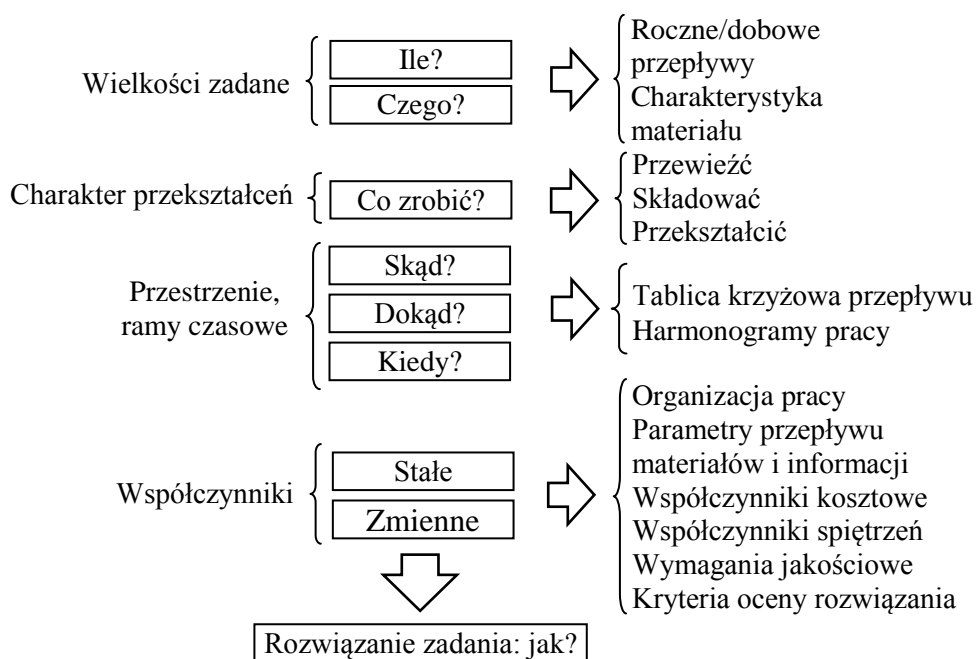 Wielkości zadane
Ile?
Czego?
Roczne/dobowe
przepływy
Charakterystyka
materiału
Charakter przekształceń
Co zrobić?
Przewieźć
Składować
Przekształcić
Przestrzenie,
ramy czasowe
Skąd?
Dokąd?
Kiedy?
Tablica krzyżowa przepływu
Harmonogramy pracy
Współczynniki
Stałe
Zmienne
Organizacja pracy
Parametry przepływu
materiałów i informacji
Współczynniki kosztowe
Współczynniki spiętrzeń
Wymagania jakościowe
Kryteria oceny rozwiązania
Rozwiązanie zadania: jak?